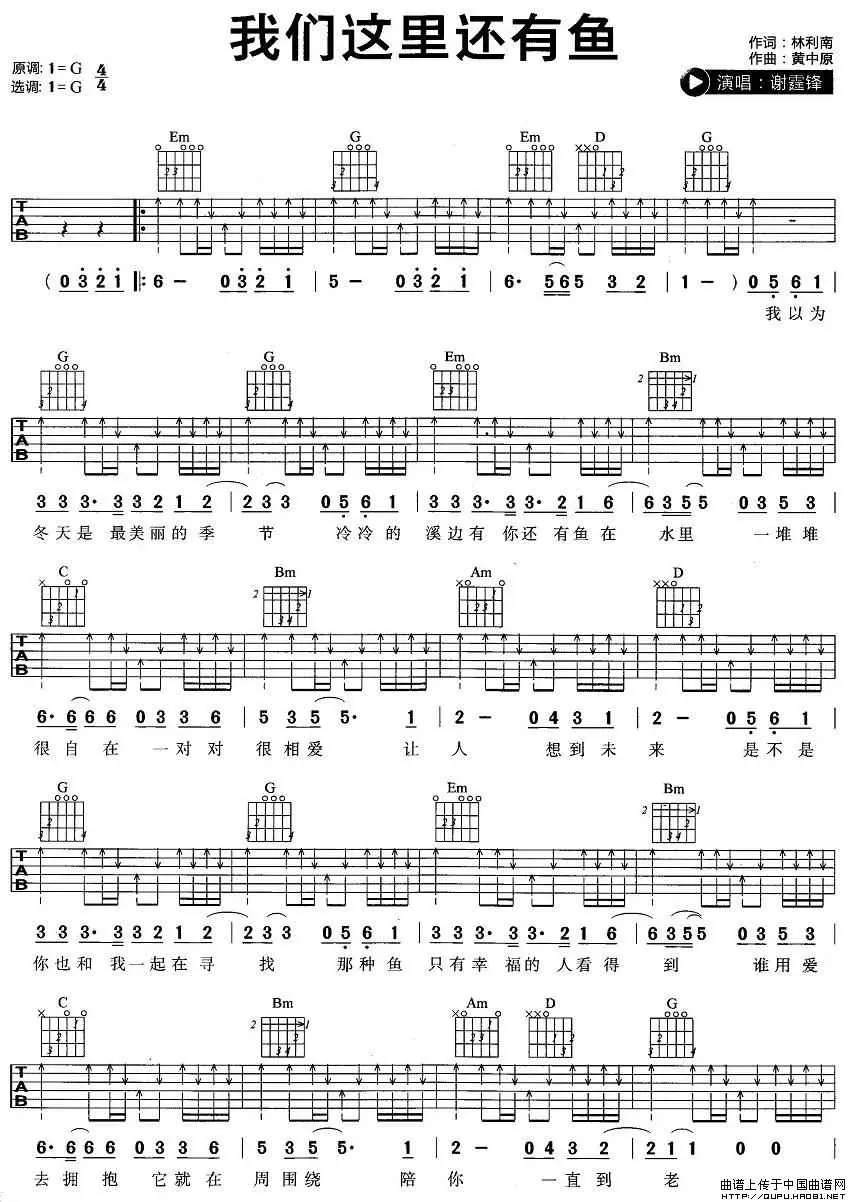 我们这里还有鱼
作词：林利南
作曲：黄中原
原调: 1=G 4/4
选调: 1=G
演唱：谢霆锋
Em G Em D G
TAB
( 0 3 2 1 6 - 0 3 2 1 5 - 0 3 2 1 6· 5 6 5 3 2 1 - ) 0 5 6 1
我以为
G G Em Bm
TAB
3 3 3· 3 3 2 1 2 2 3 3 0 5 6 1 3 3 3· 3 3· 2 1 6 6 3 5 5 0 3 5 3
冬天是 最美丽的季 节 冷冷的 溪边有 你还 有鱼在 水里 一堆堆
C Bm Am D
TAB
6· 6 6 6 0 3 3 6 5 3 5 5· 1 2 - 0 4 3 1 2 - 0 5 6 1
很自在 一对对 很相爱 让 人 想到未 来 是不是
G G Em Bm
TAB
3 3 3· 3 3 2 1 2 2 3 3 0 5 6 1 3 3 3· 3 3· 2 1 6 6 3 5 5 0 3 5 3
你也和 我一起在寻 找 那种鱼 只有幸福的 人看得 到 谁用爱
C Bm Am D G
TAB
6· 6 6 6 0 3 3 6 5 3 5 5· 1 2 - 0 4 3 2 2 1 1 0 0
去拥抱 它就在 周围绕 陪 你 一直到 老
曲谱上传于中国曲谱网
HTTP://QUPU.HAO81.NET